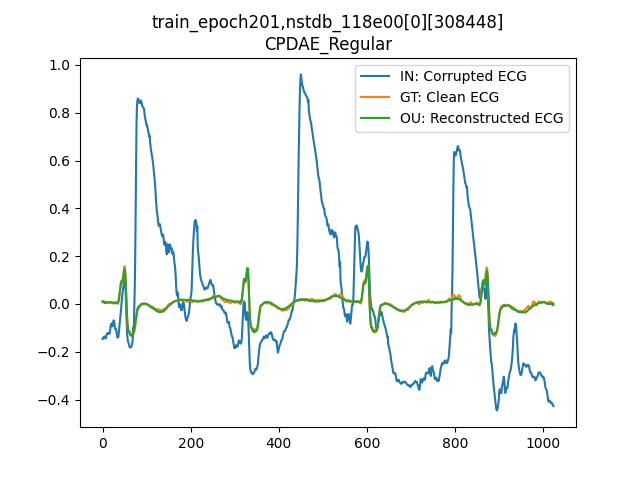 train_epoch201,nstdb_118e00[0][308448]
CPDAE_Regular
IN: Corrupted ECG
GT: Clean ECG
OU: Reconstructed ECG
1.0
0.8
0.6
0.4
0.2
0.0
−0.2
−0.4
0 200 400 600 800 1000